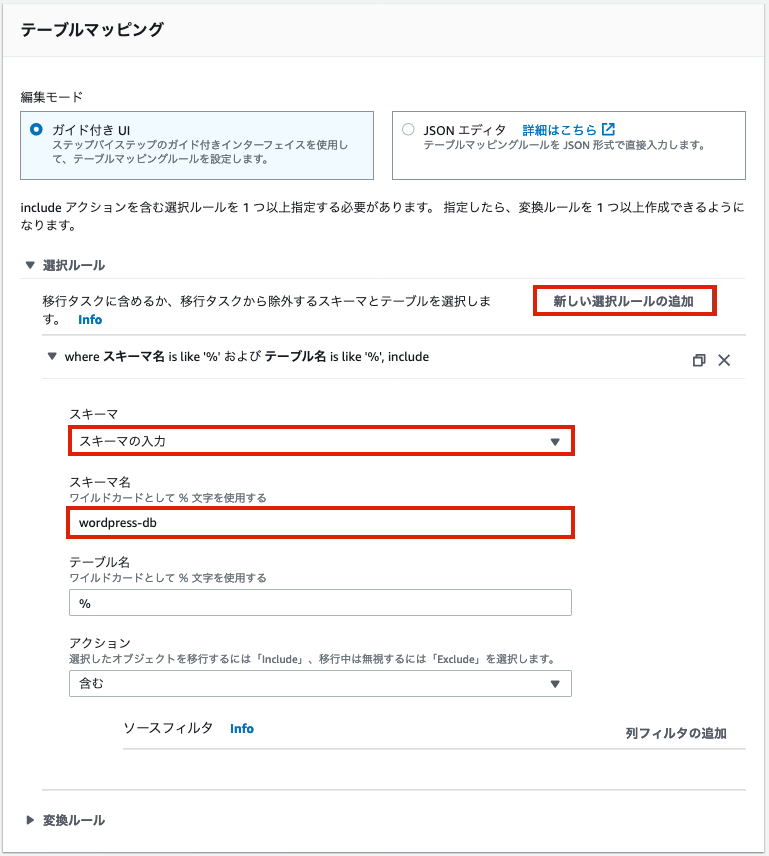 テーブルマッピング
編集モード
ガイド付き UI
ステップバイステップのガイド付きインターフェイスを使用し
て、テーブルマッピングルールを設定します。
JSON エディタ 詳細はこちら
テーブルマッピングルールを JSON 形式で直接入力します。
include アクションを含む選択ルールを 1 つ以上指定する必要があります。 指定したら、変換ルールを 1 つ以上作成できるように
なります。
選択ルール
移行タスクに含めるか、移行タスクから除外するスキーマとテーブルを選択しま
す。 Info
新しい選択ルールの追加
where スキーマ名 is like '%' および テーブル名 is like '%', include
スキーマ
スキーマの入力
スキーマ名
ワイルドカードとして % 文字を使用する
wordpress-db
テーブル名
ワイルドカードとして % 文字を使用する
%
アクション
選択したオブジェクトを移行するには「Include」、移行中は無視するには「Exclude」を選択します。
含む
ソースフィルタ Info
列フィルタの追加
変換ルール